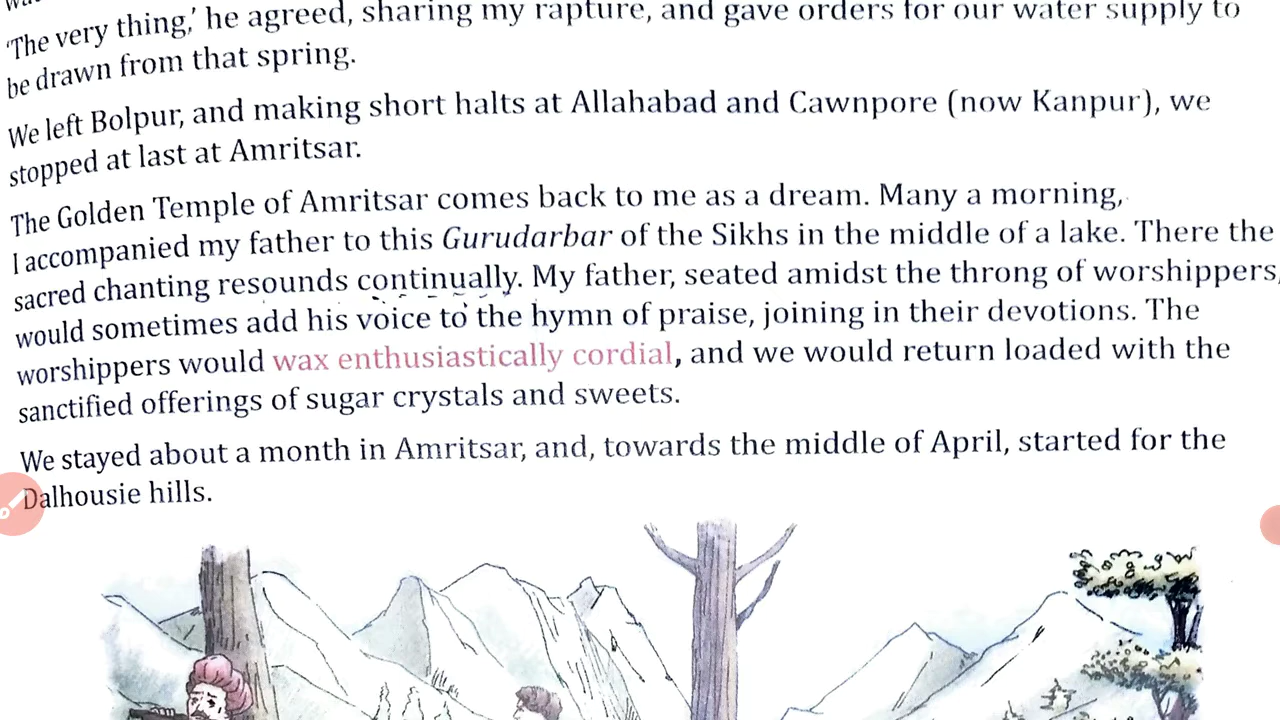 'The very thing,' he agreed, sharing my rapture, and gave orders for our water supply to
be drawn from that spring.
We left Bolpur, and making short halts at Allahabad and Cawnpore (now Kanpur), we
stopped at last at Amritsar.
The Golden Temple of Amritsar comes back to me as a dream. Many a morning,
I accompanied my father to this Gurudarbar of the Sikhs in the middle of a lake. There the
sacred chanting resounds continually. My father, seated amidst the throng of worshippers,
would sometimes add his voice to the hymn of praise, joining in their devotions. The
worshippers would wax enthusiastically cordial, and we would return loaded with the
sanctified offerings of sugar crystals and sweets.
We stayed about a month in Amritsar, and, towards the middle of April, started for the
Dalhousie hills.